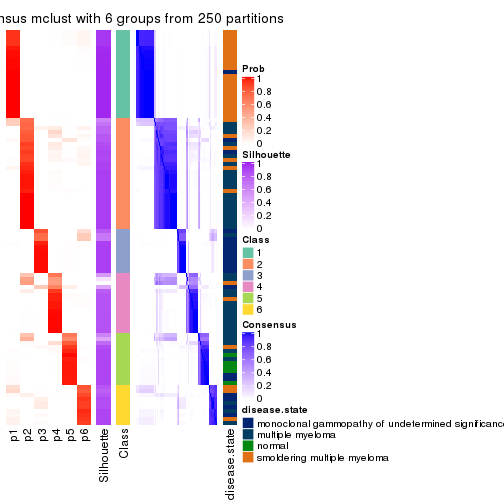 nsus mclust with 6 groups from 250 partitions
Prob
1
0.8
0.6
0.4
0.2
0
Silhouette
1
0.8
0.6
0.4
0.2
0
Class
1
2
3
4
5
6
Consensus
1
0.8
0.6
0.4
0.2
0
disease.state
monoclonal gammopathy of undetermined significance
multiple myeloma
normal
smoldering multiple myeloma
p1
p2
p3
p4
p5
p6
Silhouette
Class
disease.state